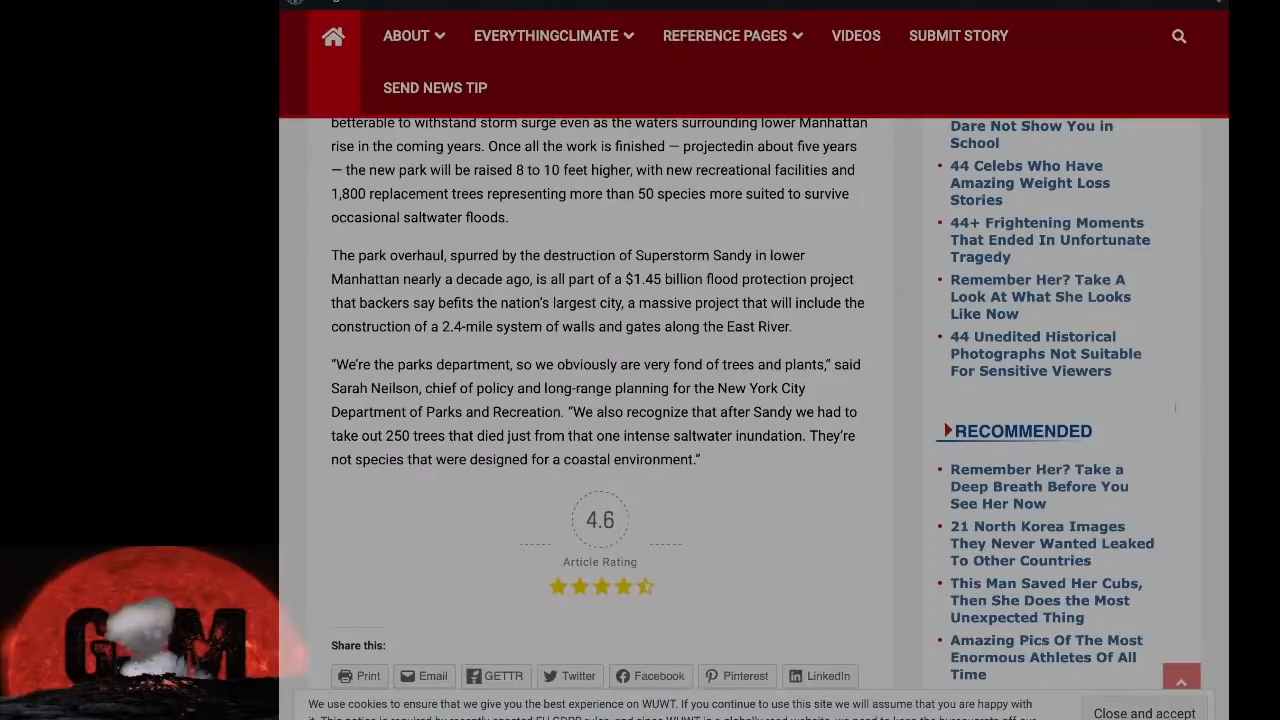 ABOUT
EVERYTHINGCLIMATE
REFERENCE PAGES
VIDEOS
SUBMIT STORY
SEND NEWS TIP
betterable to withstand storm surge even as the waters surrounding lower Manhattan
rise in the coming years. Once all the work is finished — projectedin about five years
— the new park will be raised 8 to 10 feet higher, with new recreational facilities and
1,800 replacement trees representing more than 50 species more suited to survive
occasional saltwater floods.
The park overhaul, spurred by the destruction of Superstorm Sandy in lower
Manhattan nearly a decade ago, is all part of a $1.45 billion flood protection project
that backers say befits the nation's largest city, a massive project that will include the
construction of a 2.4-mile system of walls and gates along the East River.
“We're the parks department, so we obviously are very fond of trees and plants,” said
Sarah Neilson, chief of policy and long-range planning for the New York City
Department of Parks and Recreation. “We also recognize that after Sandy we had to
take out 250 trees that died just from that one intense saltwater inundation. They're
not species that were designed for a coastal environment.”
4.6
Article Rating
Share this:
Print
Email
GETTR
Twitter
Facebook
Pinterest
LinkedIn
Dare Not Show You in
School
44 Celebs Who Have
Amazing Weight Loss
Stories
44+ Frightening Moments
That Ended In Unfortunate
Tragedy
Remember Her? Take A
Look At What She Looks
Like Now
44 Unedited Historical
Photographs Not Suitable
For Sensitive Viewers
RECOMMENDED
Remember Her? Take a
Deep Breath Before You
See Her Now
21 North Korea Images
They Never Wanted Leaked
To Other Countries
This Man Saved Her Cubs,
Then She Does the Most
Unexpected Thing
Amazing Pics Of The Most
Enormous Athletes Of All
Time
We use cookies to ensure that we give you the best experience on WUWT. If you continue to use this site we will assume that you are happy with
Close and accept